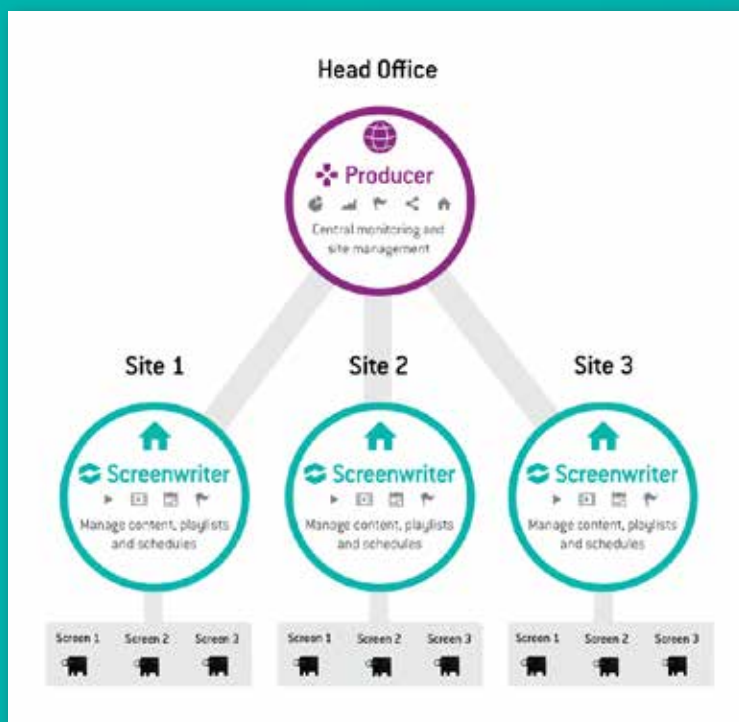 Head Office
Producer
Central monitoring and
site management
Site 1
Site 2
Site 3
Screenwriter
Manage content, playlists
and schedules
Screenwriter
Manage content, playlists
and schedules
Screenwriter
Manage content, playlists
and schedules
Screen 1
Screen 2
Screen 3
Screen 1
Screen 2
Screen 3
Screen 1
Screen 2
Screen 3